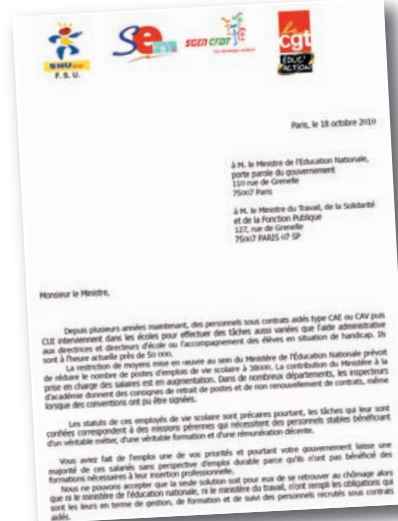 SNUipp
F. S. U.
Se
SGEN CFDT
La
cgt
ÉDUC'
ACTION
Paris, le 18 octobre 2010
à M. le Ministre de l'Education Nationale,
porte parole du gouvernement
110 rue de Grenelle
75007 Paris
à M. le Ministre du Travail, de la Solidarité
et de la Fonction Publique
127, rue de Grenelle
75007 PARIS 07 SP
Monsieur le Ministre,
Depuis plusieurs années maintenant, des personnels sous contrats aidés type CAE ou CAV puis
CUI interviennent dans les écoles pour effectuer des tâches aussi variées que l'aide administrative
aux directrices et directeurs d'école ou l'accompagnement des élèves en situation de handicap. Ils
sont à l'heure actuelle près de 50 000.
La restriction de moyens mise en œuvre au sein du Ministère de l'Éducation Nationale prévoit
de réduire le nombre de postes d'emplois de vie scolaire à 38000. La contribution du Ministère à la
prise en charge des salaires est en augmentation. Dans de nombreux départements, les inspecteurs
d'académie donnent des consignes de retrait de postes et de non renouvellement de contrats, même
lorsque des conventions ont pu être signées.
Les statuts de ces employés de vie scolaire sont précaires pourtant, les tâches qui leur sont
confiées correspondent à des missions pérennes qui nécessitent des personnels stables bénéficiant
d'un véritable métier, d'une véritable formation et d'une rémunération décente.
Vous aviez fait de l'emploi une de vos priorités et pourtant votre gouvernement laisse une
majorité de ces salariés sans perspective d'emploi durable parce qu'ils n'ont pas bénéficié des
formations nécessaires à leur insertion professionnelle.
Nous ne pouvons accepter que la seule solution soit pour eux de se retrouver au chômage alors
que ni le ministère de l'éducation nationale, ni le ministère du travail, n'ont rempli les obligations qui
sont les leurs en terme de gestion, de formation et de suivi des personnels recrutés sous contrats
aidés.